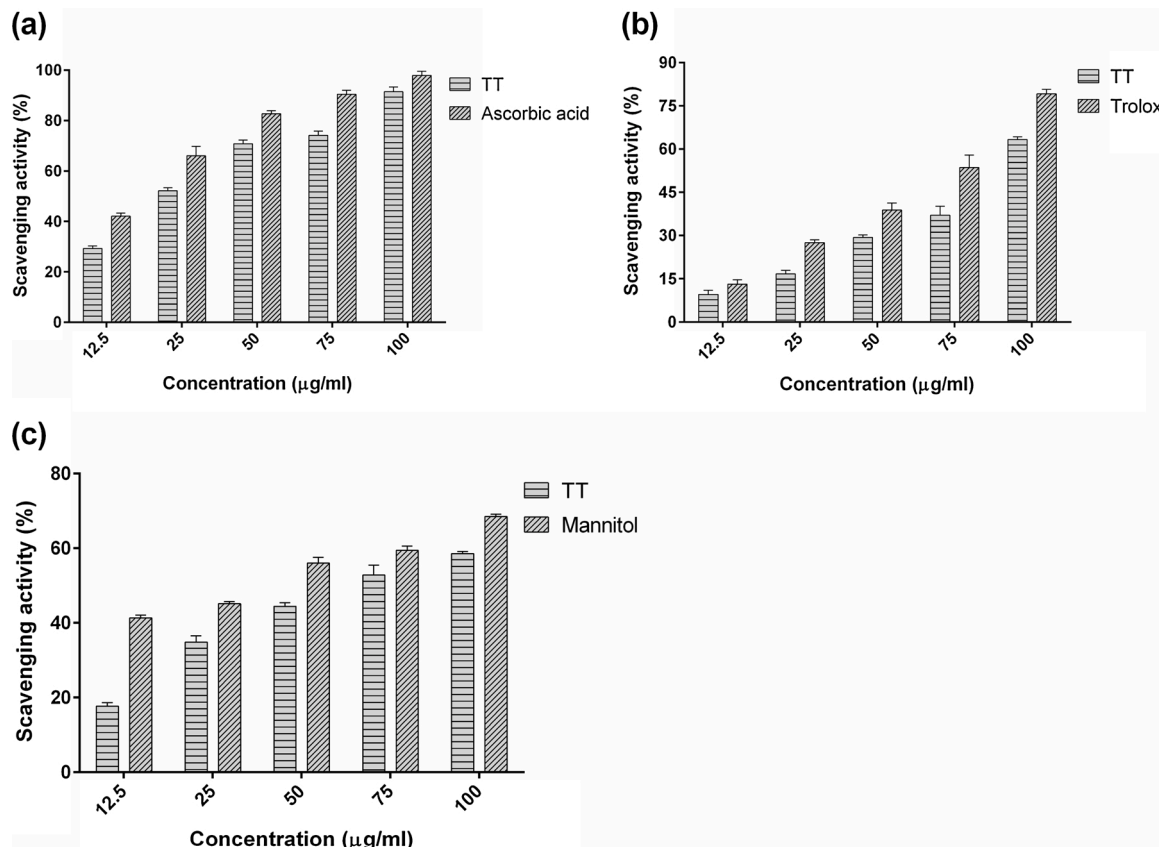 (a)
100
80
60
40
20
0
Scavenging activity (%)
12.5
25
50
75
100
Concentration (μg/ml)
TT
Ascorbic acid
(b)
90
75
60
45
30
15
0
Scavenging activity (%)
12.5
25
50
75
100
Concentration (μg/ml)
TT
Trolox
(c)
80
60
40
20
0
Scavenging activity (%)
12.5
25
50
75
100
Concentration (μg/ml)
TT
Mannitol